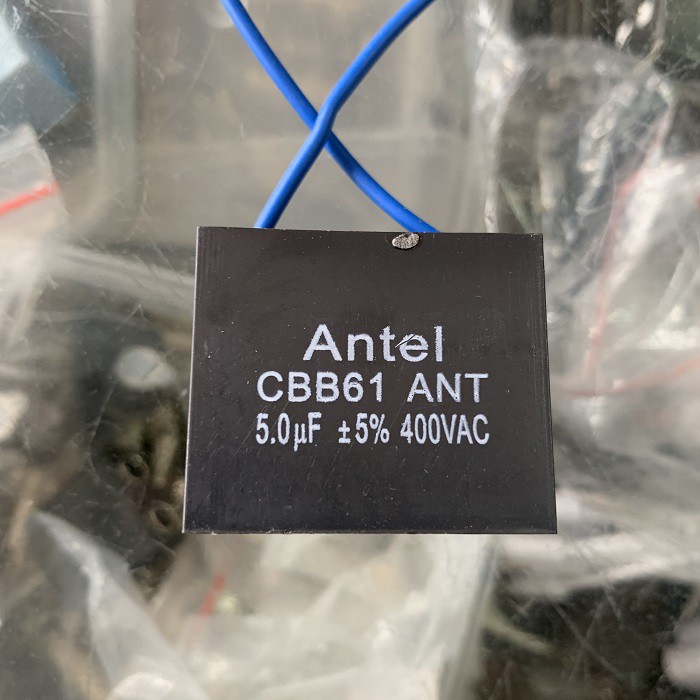 Antel
CBB61 ANT
5.0µF ±5% 400VAC